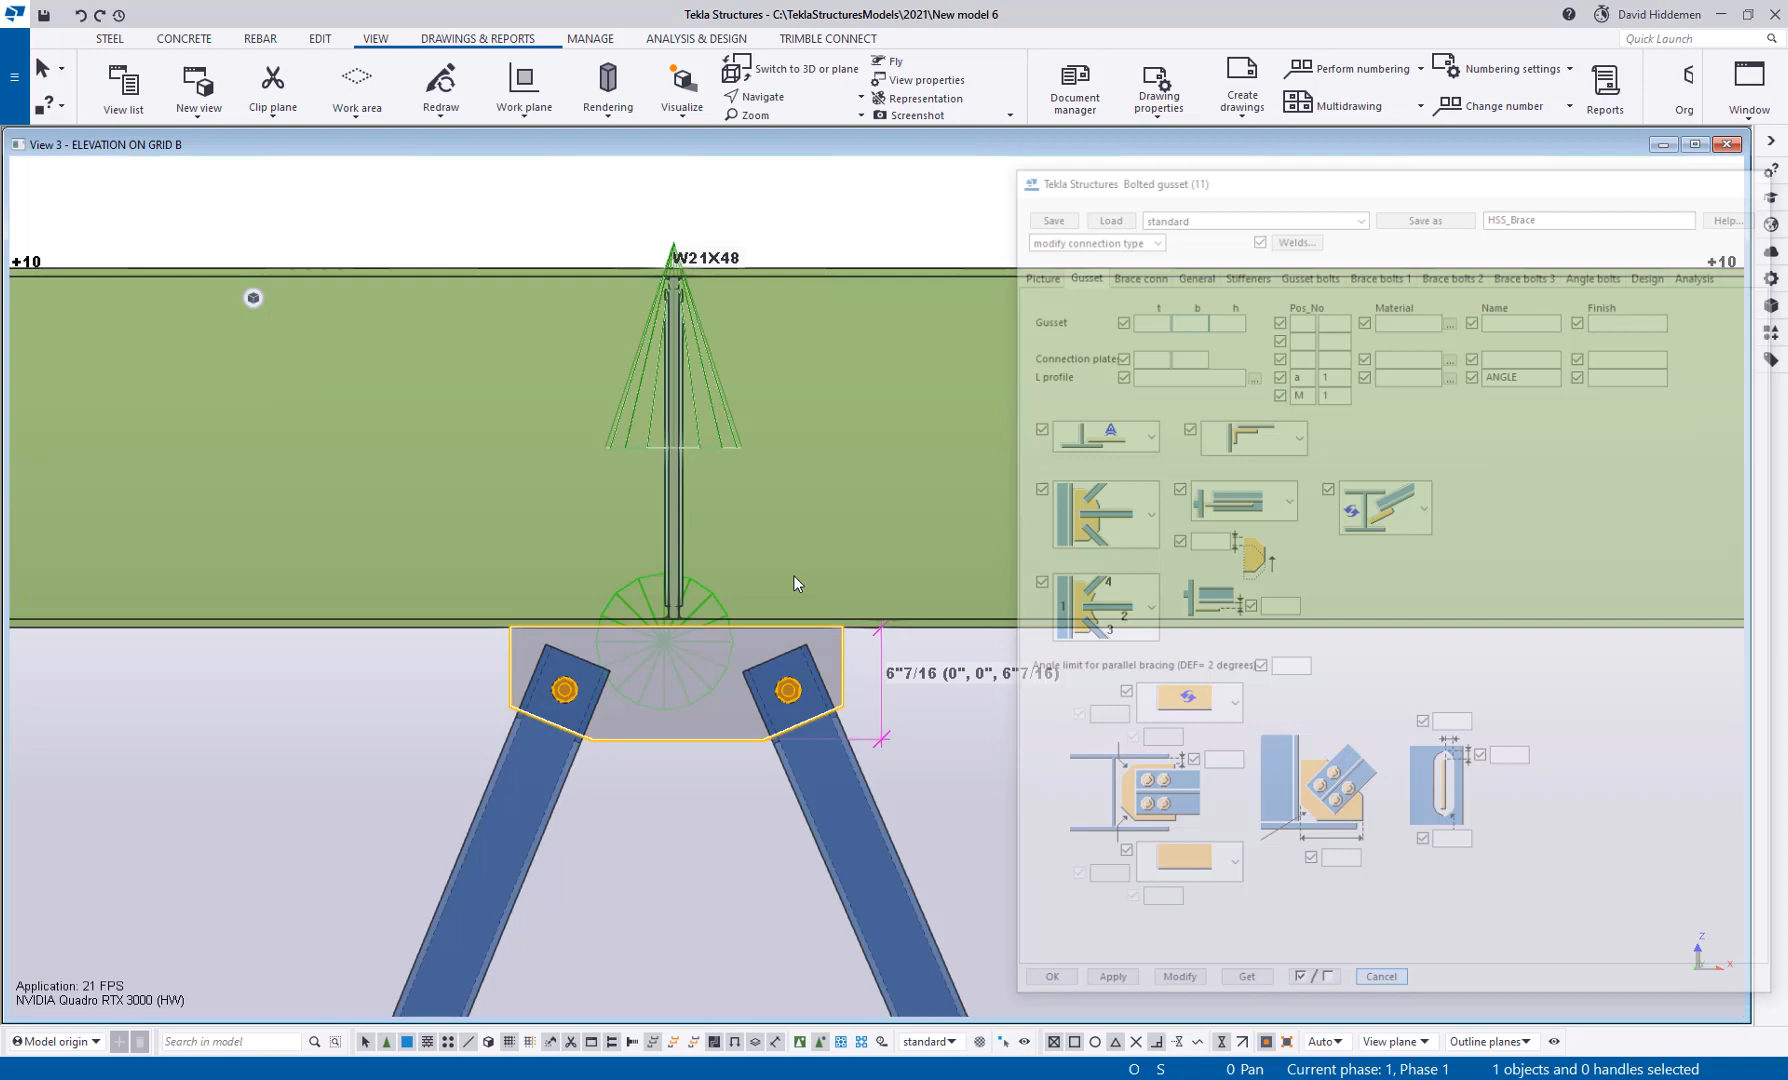 Tekla Structures - C:\TeklaStructuresModels\2021\New model 6
David Hiddemen
STEEL CONCRETE REBAR EDIT VIEW DRAWINGS & REPORTS MANAGE ANALYSIS & DESIGN TRIMBLE CONNECT
Quick Launch
View list
New view
Clip plane
Work area
Redraw
Work plane
Rendering
Visualize
Switch to 3D or plane
Navigate
Zoom
Fly
View properties
Representation
Screenshot
Document manager
Drawing properties
Create drawings
Perform numbering
Multidrawing
Numbering settings
Change number
Reports
Org
Window
View 3 - ELEVATION ON GRID B
+10
W21X48
+10
6"7/16 (0", 0", 6"7/16)
Tekla Structures Bolted gusset (11)
Save Load standard Save as HSS_Brace Help...
modify connection type Welds...
Picture Gusset Brace conn General Stiffeners Gusset bolts Brace bolts 1 Brace bolts 2 Brace bolts 3 Angle bolts Design Analysis
t b h Pos_No Material Name Finish
Gusset
Connection plates
L profile a 1 ANGLE
M 1
4
1
2
3
Angle limit for parallel bracing (DEF= 2 degrees)
OK Apply Modify Get / Cancel
Z
X
Application: 21 FPS
NVIDIA Quadro RTX 3000 (HW)
Model origin Search in model standard Auto View plane Outline planes
O S 0 Pan Current phase: 1, Phase 1 1 objects and 0 handles selected